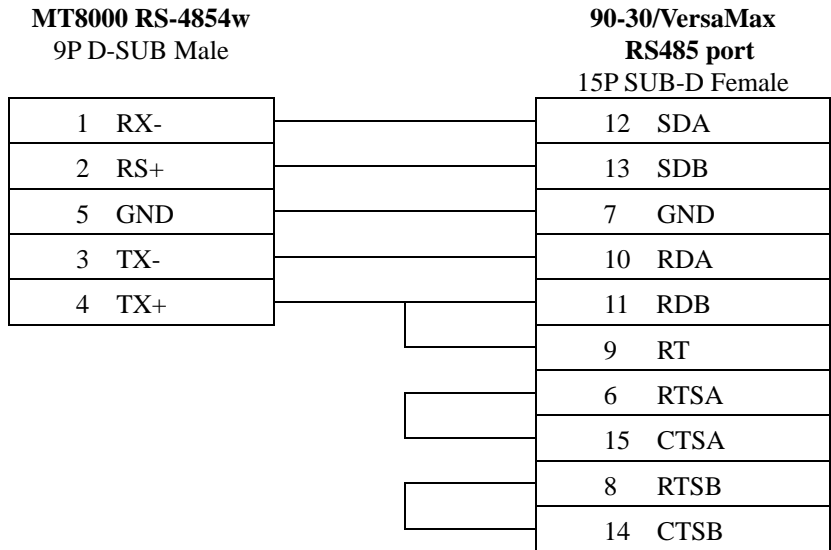 MT8000 RS-4854w
9P D-SUB Male
90-30/VersaMax
RS485 port
15P SUB-D Female
1 RX- 12 SDA
2 RS+ 13 SDB
5 GND 7 GND
3 TX- 10 RDA
4 TX+ 11 RDB
9 RT
6 RTSA
15 CTSA
8 RTSB
14 CTSB